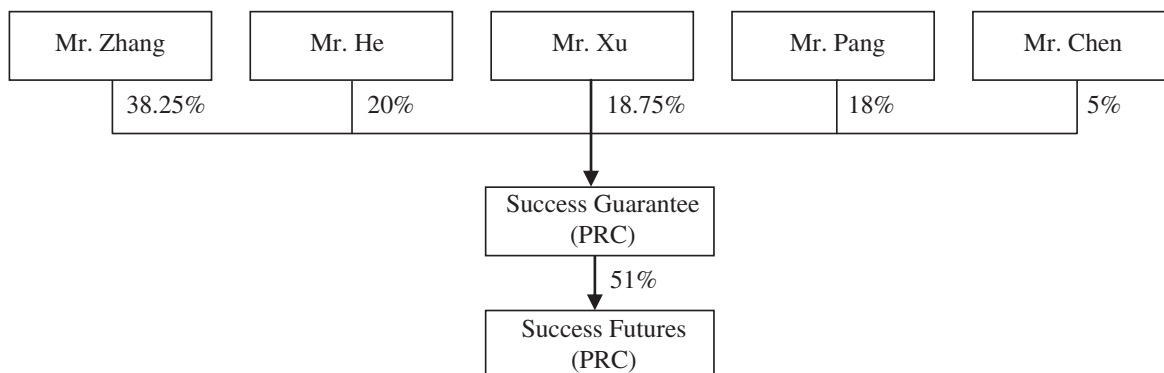 Mr. Zhang
Mr. He
Mr. Xu
Mr. Pang
Mr. Chen
38.25%
20%
18.75%
18%
5%
Success Guarantee
(PRC)
51%
Success Futures
(PRC)